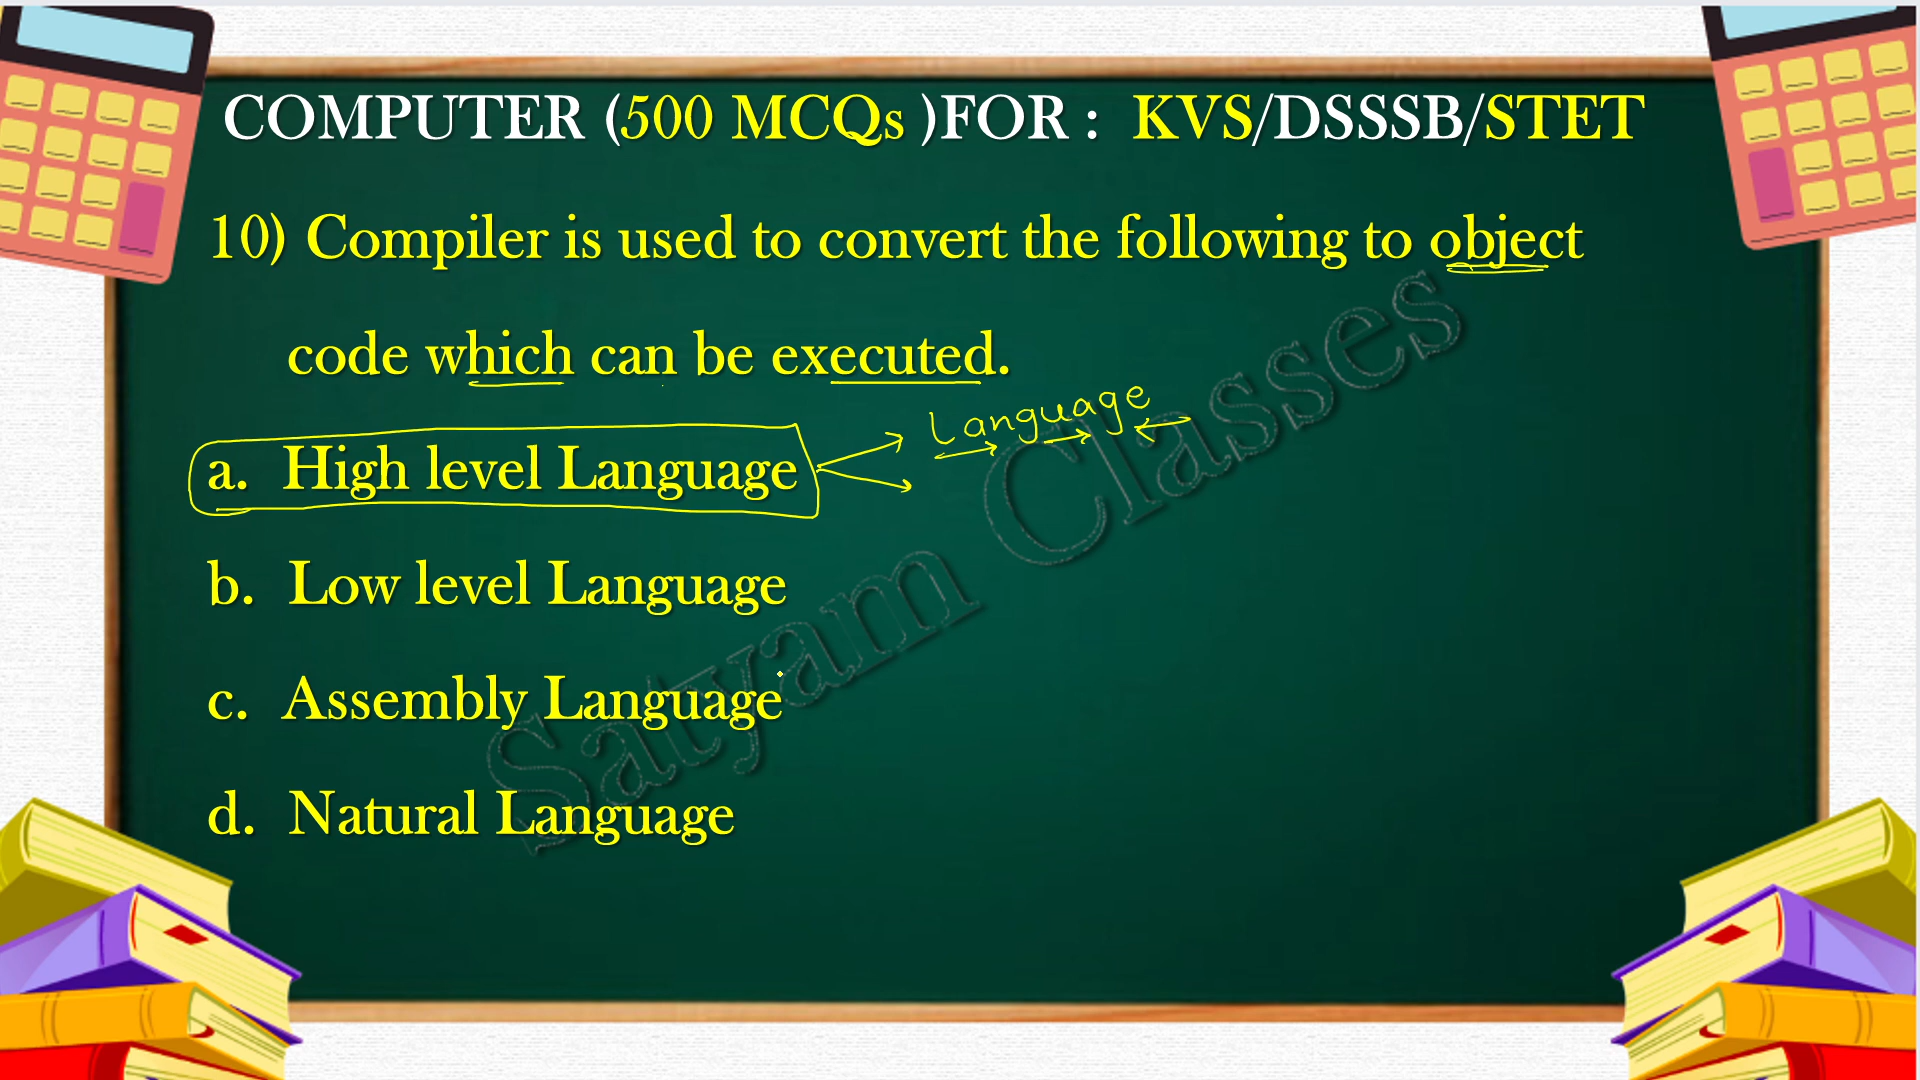 COMPUTER (500 MCQs )FOR : KVS/DSSSB/STET
10) Compiler is used to convert the following to object
code which can be executed.
Language
a. High level Language
b. Low level Language
c. Assembly Language
d. Natural Language
Satyam Classes